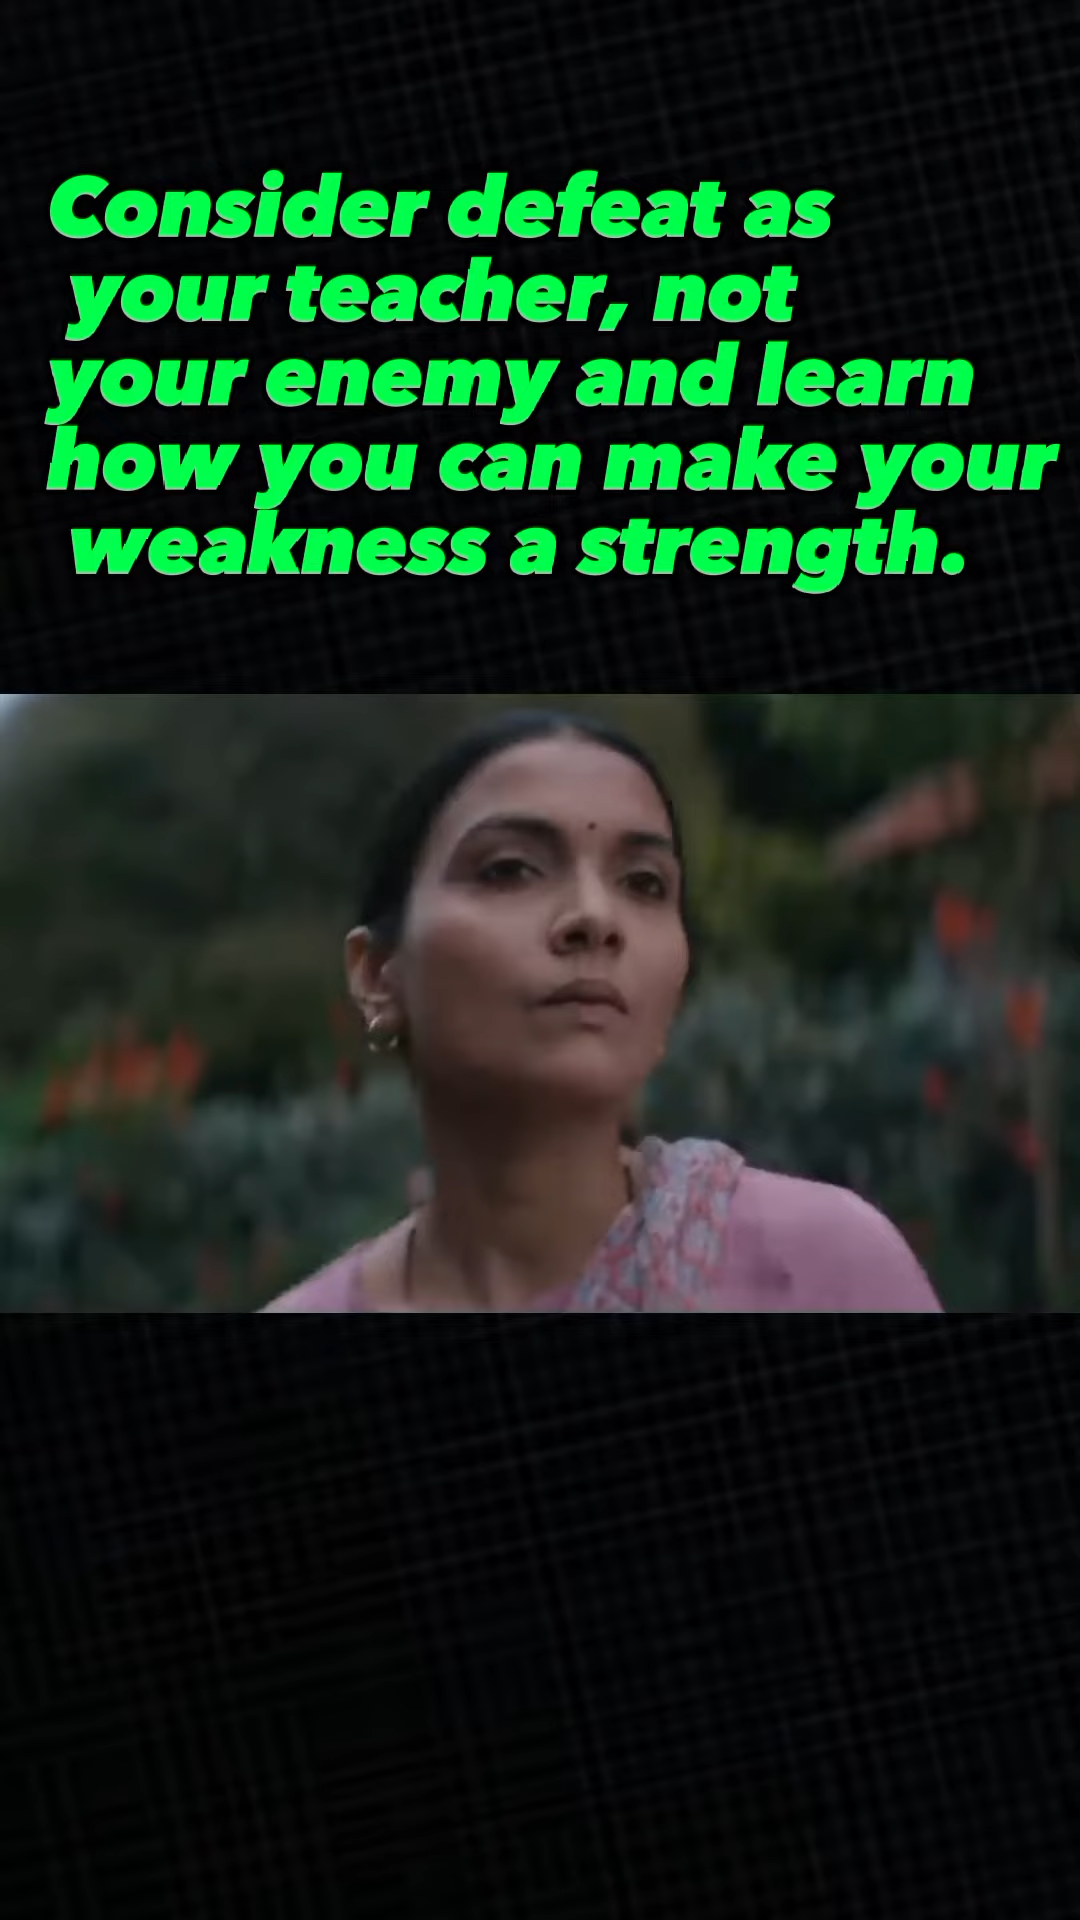 Consider defeat as
your teacher, not
your enemy and learn
how you can make your
weakness a strength.